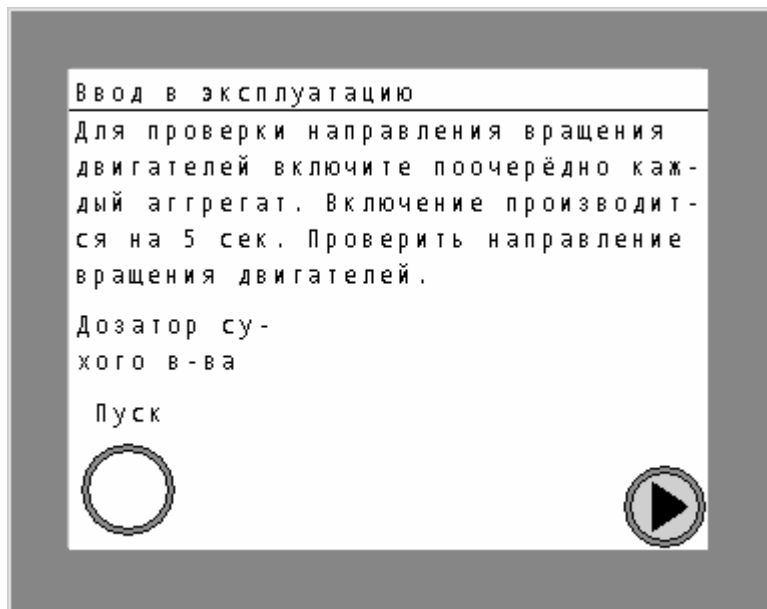 Ввод в эксплуатацию
Для проверки направления вращения
двигателей включите поочерёдно каж-
дый аггрегат. Включение производит-
ся на 5 сек. Проверить направление
вращения двигателей.
Дозатор су-
хого в-ва
Пуск